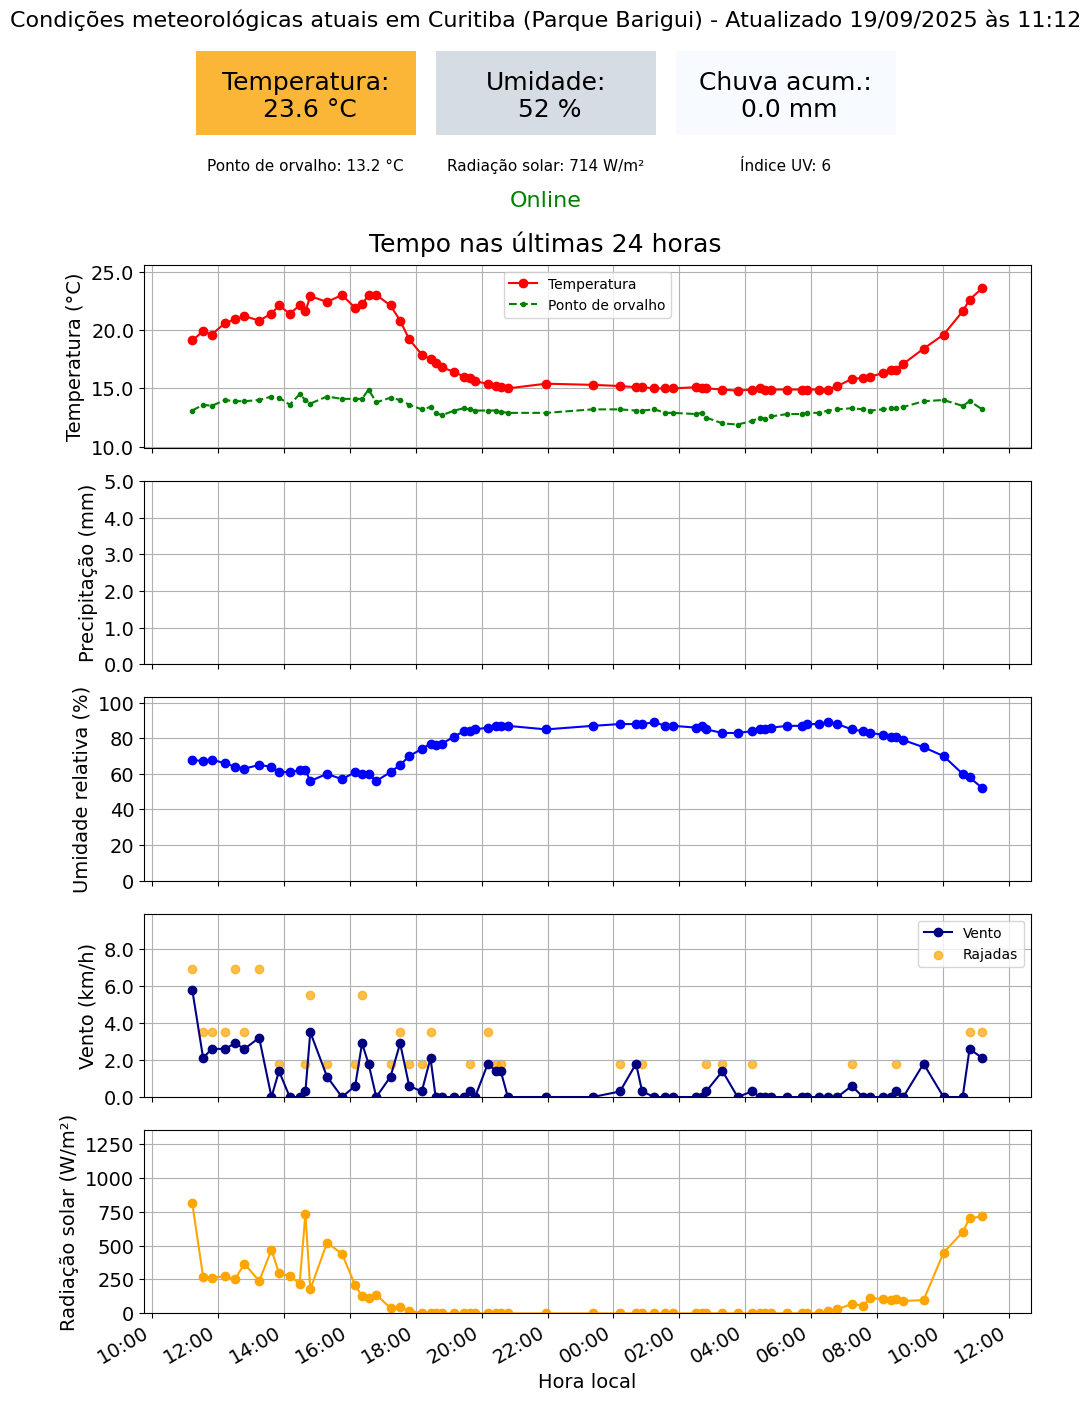 Condições meteorológicas atuais em Curitiba (Parque Barigui) - Atualizado 19/09/2025 às 11:12
Temperatura:
23.6 °C
Umidade:
52 %
Chuva acum.:
0.0 mm
Ponto de orvalho: 13.2 °C
Radiação solar: 714 W/m²
Índice UV: 6
Online
Tempo nas últimas 24 horas
Temperatura (°C)
25.0
20.0
15.0
10.0
Temperatura
Ponto de orvalho
Precipitação (mm)
5.0
4.0
3.0
2.0
1.0
0.0
Umidade relativa (%)
100
80
60
40
20
0
Vento (km/h)
8.0
6.0
4.0
2.0
0.0
Vento
Rajadas
Radiação solar (W/m²)
1250
1000
750
500
250
0
10:00
12:00
14:00
16:00
18:00
20:00
22:00
00:00
02:00
04:00
06:00
08:00
10:00
12:00
Hora local